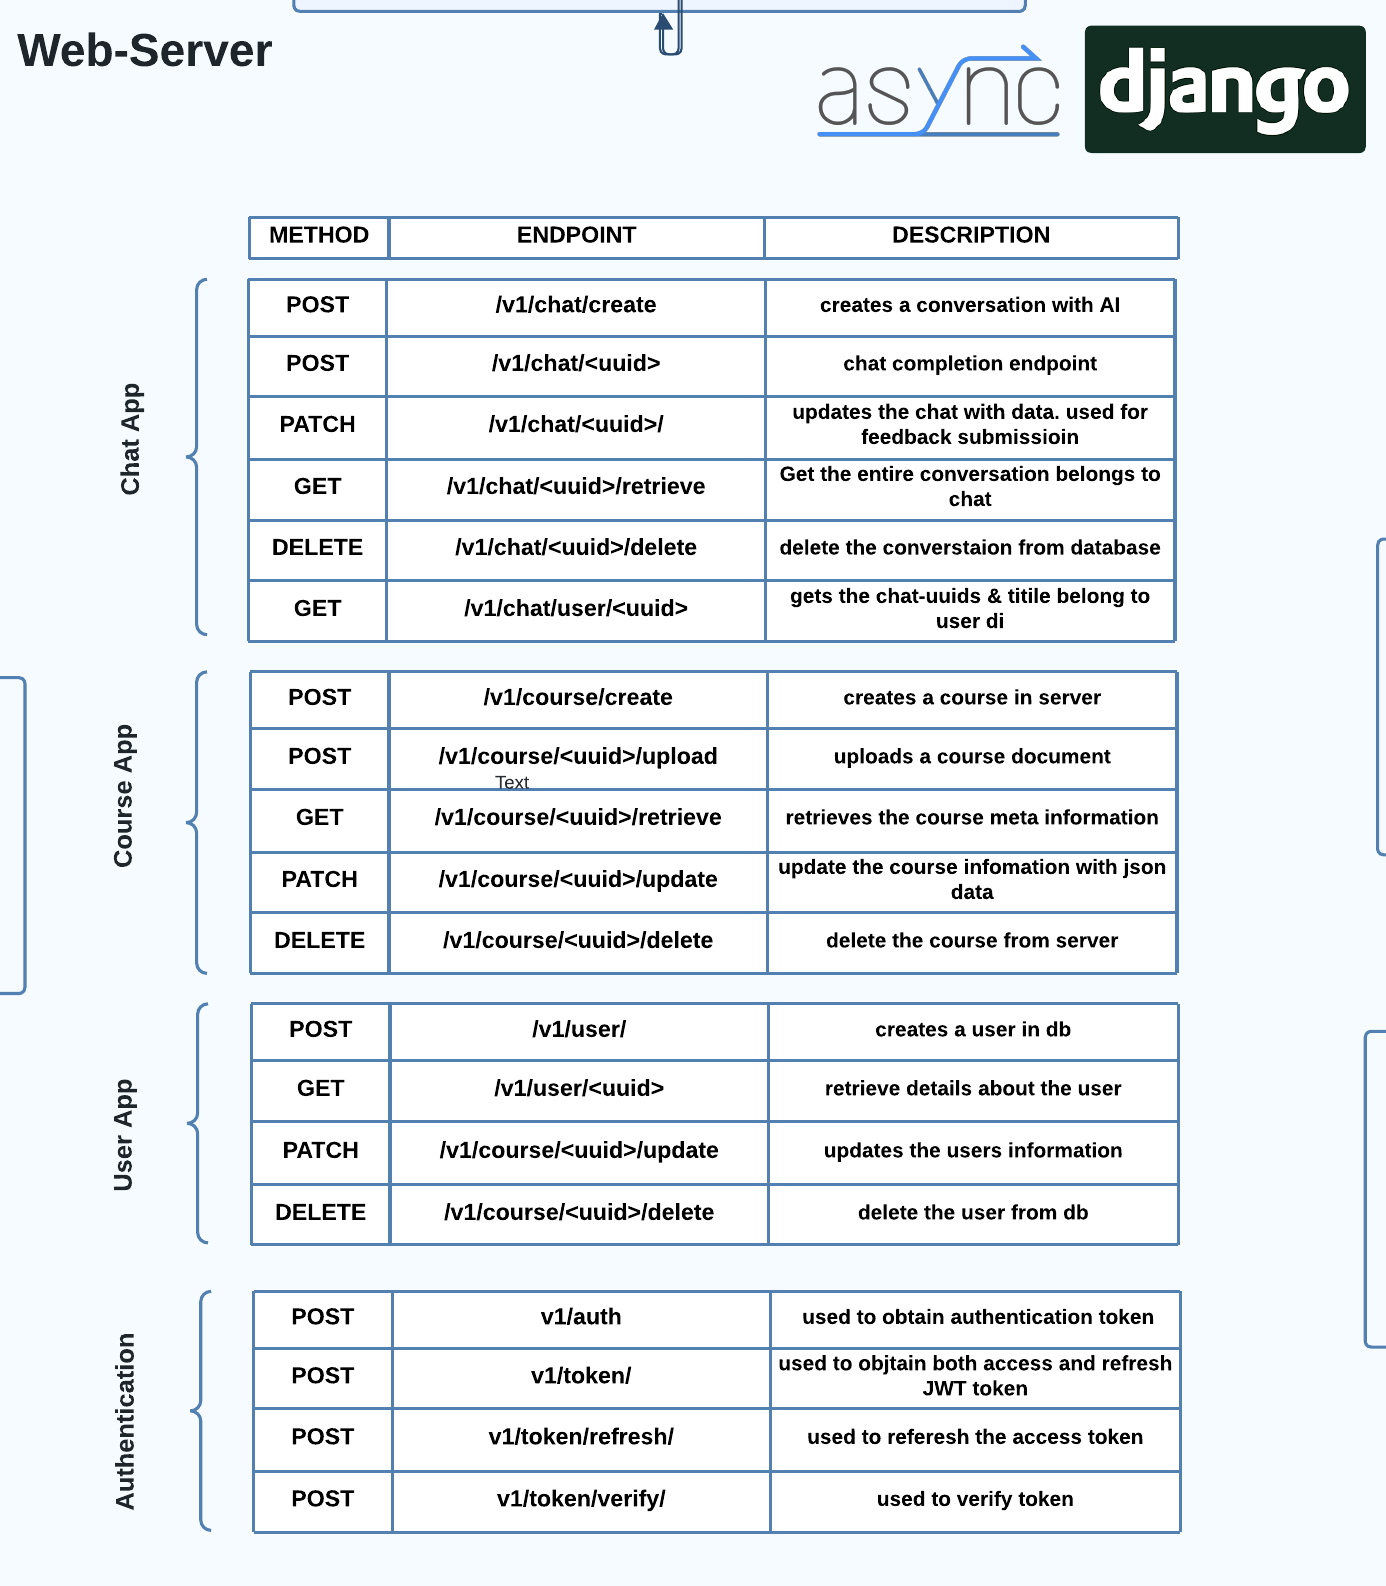 Web-Server
async
django
METHOD ENDPOINT DESCRIPTION
Chat App
POST /v1/chat/create creates a conversation with AI
POST /v1/chat/<uuid> chat completion endpoint
PATCH /v1/chat/<uuid>/ updates the chat with data. used for
feedback submissioin
GET /v1/chat/<uuid>/retrieve Get the entire conversation belongs to
chat
DELETE /v1/chat/<uuid>/delete delete the converstaion from database
GET /v1/chat/user/<uuid> gets the chat-uuids & titile belong to
user di
Course App
POST /v1/course/create creates a course in server
POST /v1/course/<uuid>/upload uploads a course document
Text
GET /v1/course/<uuid>/retrieve retrieves the course meta information
PATCH /v1/course/<uuid>/update update the course infomation with json
data
DELETE /v1/course/<uuid>/delete delete the course from server
User App
POST /v1/user/ creates a user in db
GET /v1/user/<uuid> retrieve details about the user
PATCH /v1/course/<uuid>/update updates the users information
DELETE /v1/course/<uuid>/delete delete the user from db
Authentication
POST v1/auth used to obtain authentication token
POST v1/token/ used to objtain both access and refresh
JWT token
POST v1/token/refresh/ used to referesh the access token
POST v1/token/verify/ used to verify token